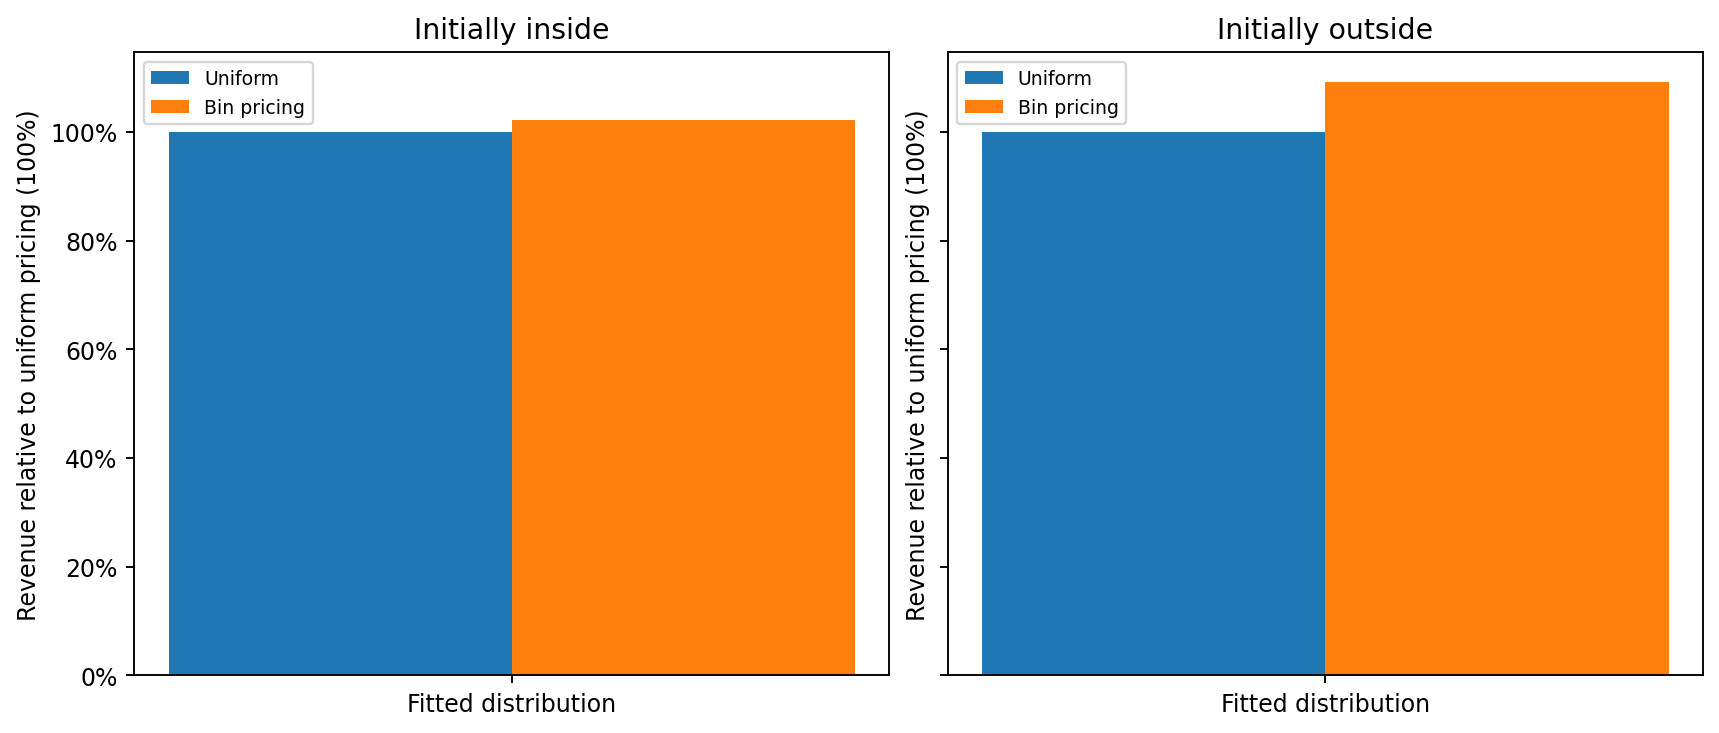 Initially inside
Uniform
Bin pricing
Revenue relative to uniform pricing (100%)
100%
80%
60%
40%
20%
0%
Fitted distribution
Initially outside
Uniform
Bin pricing
Revenue relative to uniform pricing (100%)
Fitted distribution